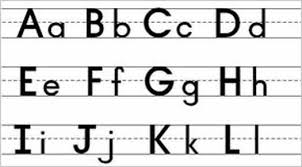 Aa Bb Cc Dd
Ee Ff Gg Hh
Ii Jj Kk Ll